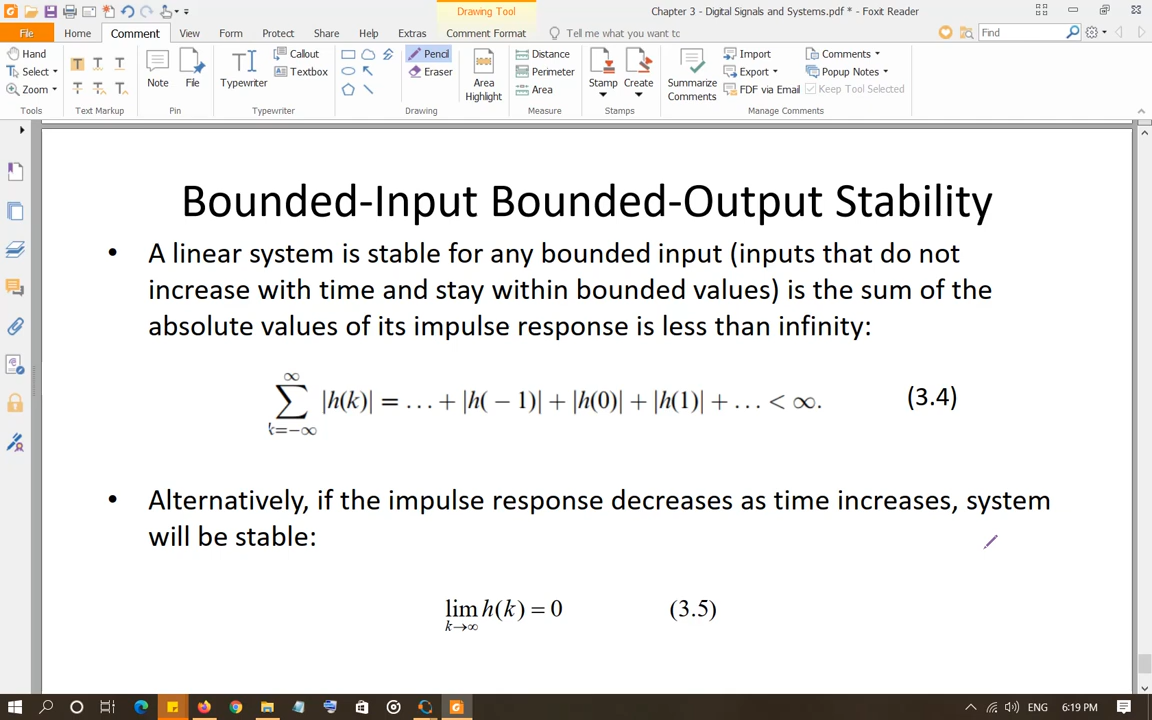 Drawing Tool
Chapter 3 - Digital Signals and Systems.pdf * - Foxit Reader
File Home Comment View Form Protect Share Extras Help Comment Format Tell me what you want to Find
Hand
Select
Zoom
Tools
Text Markup
Note
File
Pin
Typewriter
Callout
Textbox
Typewriter
Pencil
Eraser
Drawing
Area
Highlight
Distance
Perimeter
Area
Measure
Stamp
Create
Stamps
Summarize
Comments
Import
Export
FDF via Email
Comments
Popup Notes
Keep Tool Selected
Manage Comments
Bounded-Input Bounded-Output Stability
• A linear system is stable for any bounded input (inputs that do not
increase with time and stay within bounded values) is the sum of the
absolute values of its impulse response is less than infinity:
∞
∑ |h(k)| = . . . + |h( − 1)| + |h(0)| + |h(1)| + . . . < ∞. (3.4)
k=−∞
• Alternatively, if the impulse response decreases as time increases, system
will be stable:
lim h(k) = 0 (3.5)
k→∞
ENG 6:19 PM